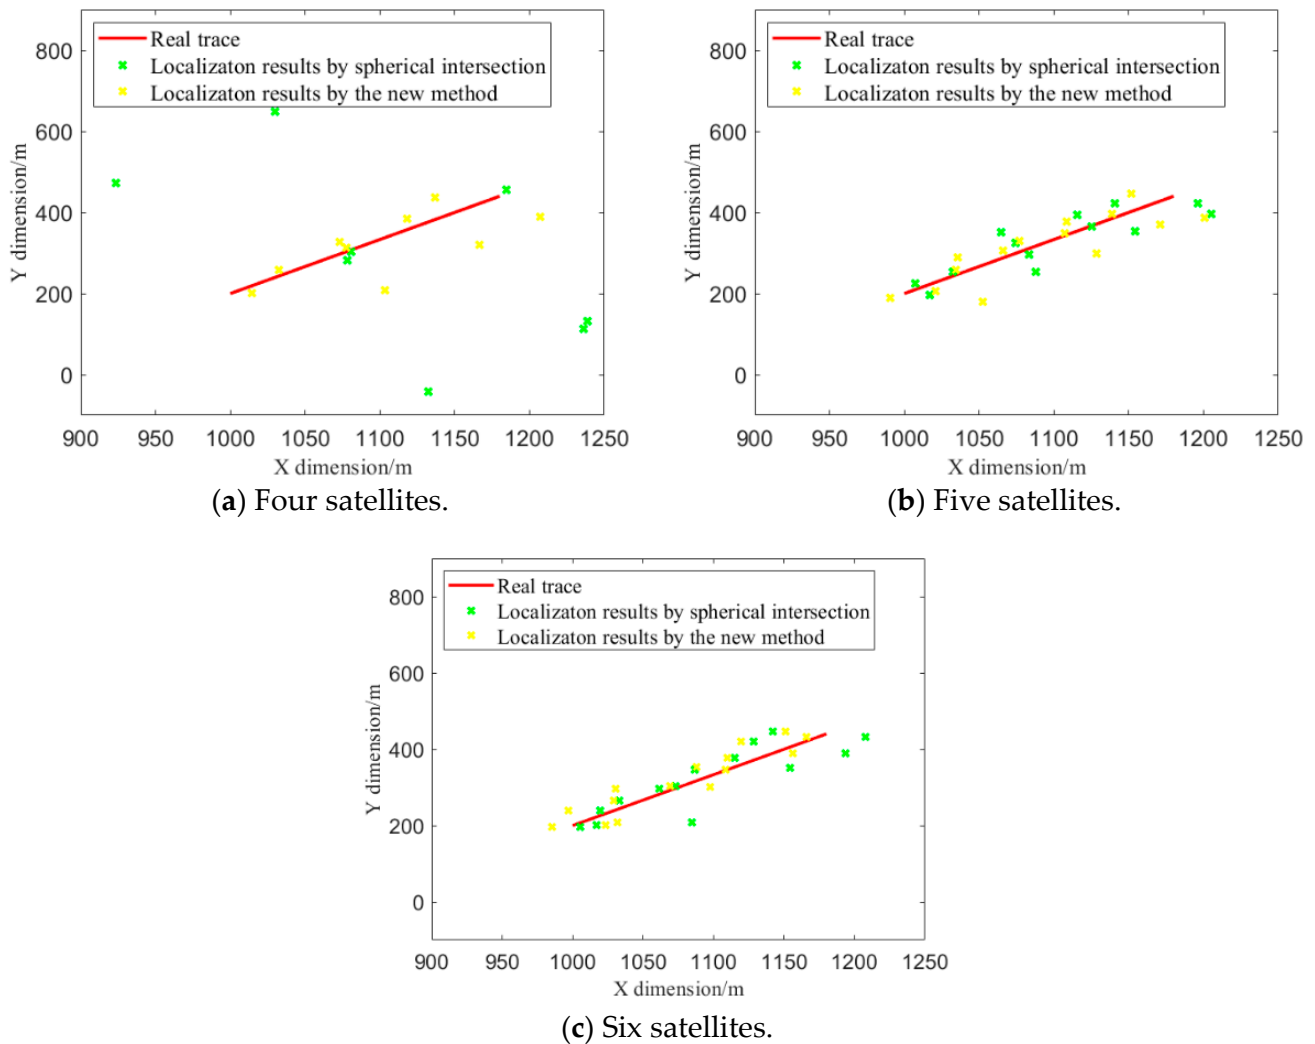 Real trace
Localizaton results by spherical intersection
Localizaton results by the new method
800
600
400
200
0
Y dimension/m
900 950 1000 1050 1100 1150 1200 1250
X dimension/m
(a) Four satellites.
Real trace
Localizaton results by spherical intersection
Localizaton results by the new method
800
600
400
200
0
Y dimension/m
900 950 1000 1050 1100 1150 1200 1250
X dimension/m
(b) Five satellites.
Real trace
Localizaton results by spherical intersection
Localizaton results by the new method
800
600
400
200
0
Y dimension/m
900 950 1000 1050 1100 1150 1200 1250
X dimension/m
(c) Six satellites.